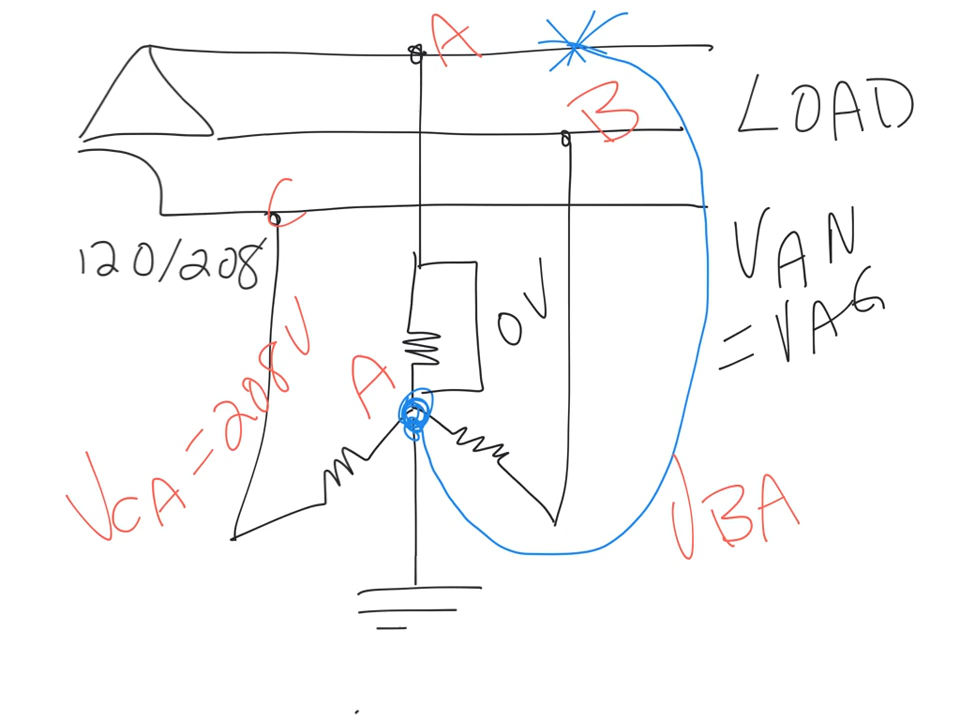 A
B
LOAD
C
120/208
VAN
= VAG
0V
A
VCA = 208V
VBA